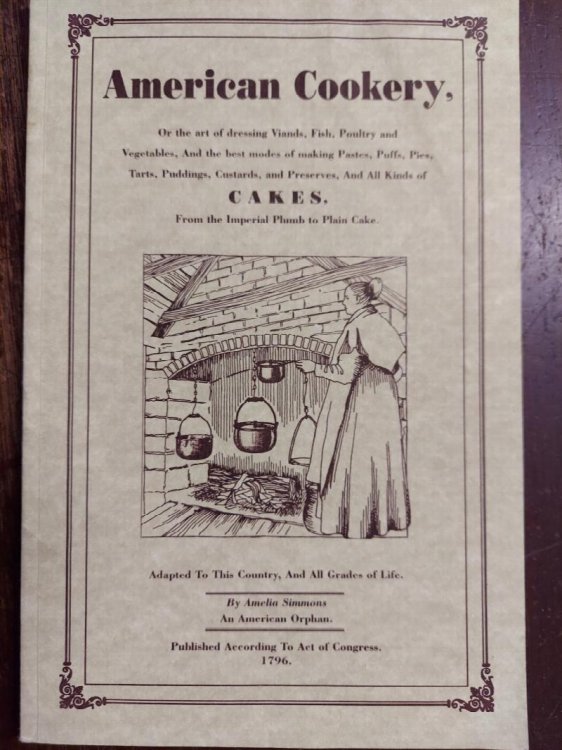 American Cookery,
Or the art of dressing Viands, Fish, Poultry and
Vegetables, And the best modes of making Pastes, Puffs, Pies,
Tarts, Puddings, Custards, and Preserves, And All Kinds of
CAKES,
From the Imperial Plumb to Plain Cake.
Adapted To This Country, And All Grades of Life.
By Amelia Simmons
An American Orphan.
Published According To Act of Congress.
1796.